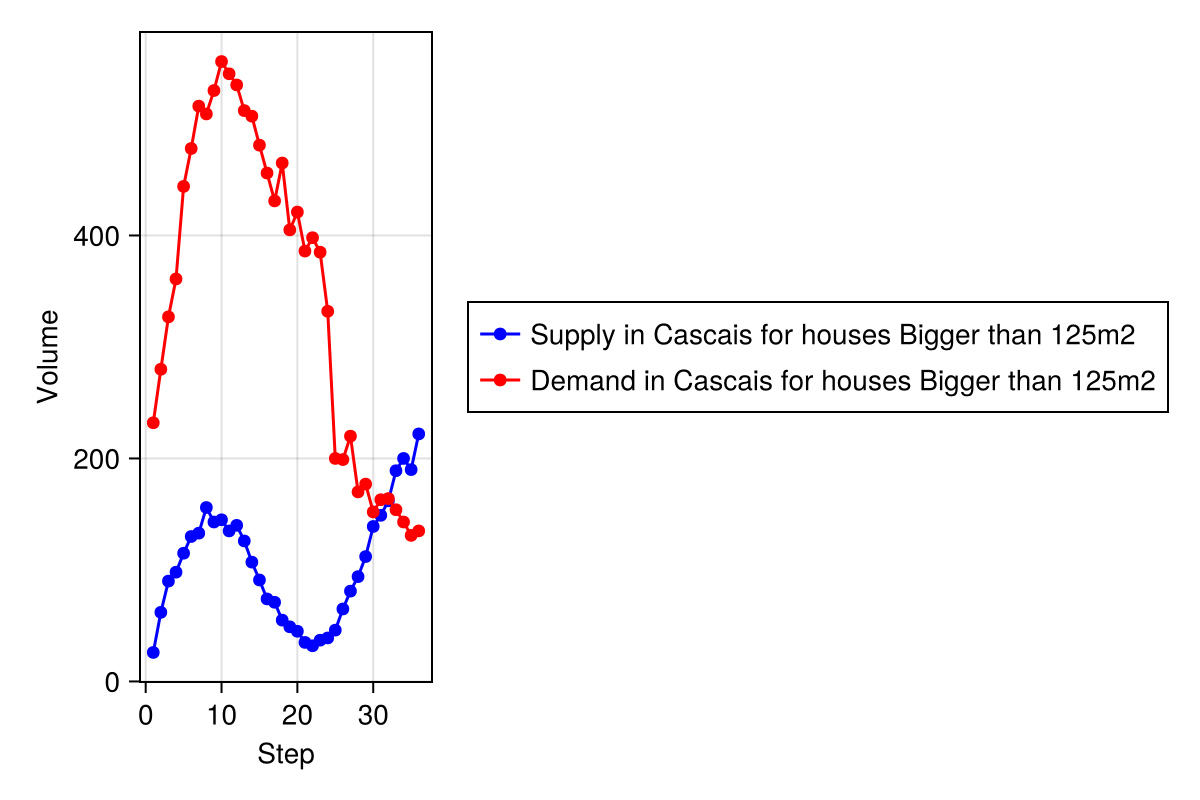 400
200
0
0 10 20 30
Volume
Step
Supply in Cascais for houses Bigger than 125m2
Demand in Cascais for houses Bigger than 125m2